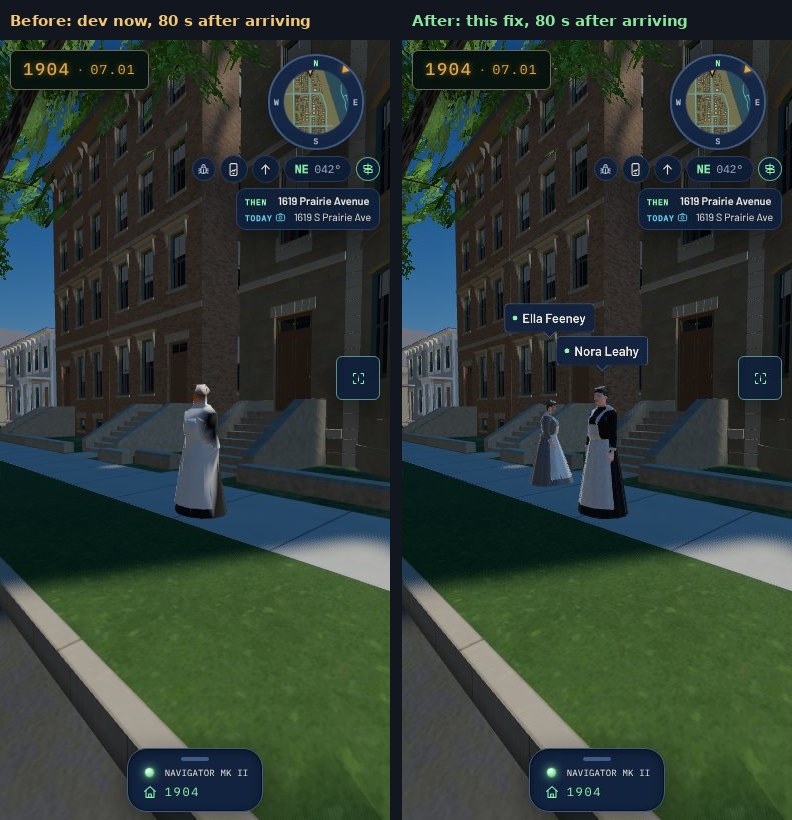 Before: dev now, 80 s after arriving
1904 · 07.01
N
W
E
S
NE 042°
THEN 1619 Prairie Avenue
TODAY 1619 S Prairie Ave
NAVIGATOR MK II
1904
After: this fix, 80 s after arriving
1904 · 07.01
N
W
E
S
NE 042°
THEN 1619 Prairie Avenue
TODAY 1619 S Prairie Ave
Ella Feeney
Nora Leahy
NAVIGATOR MK II
1904